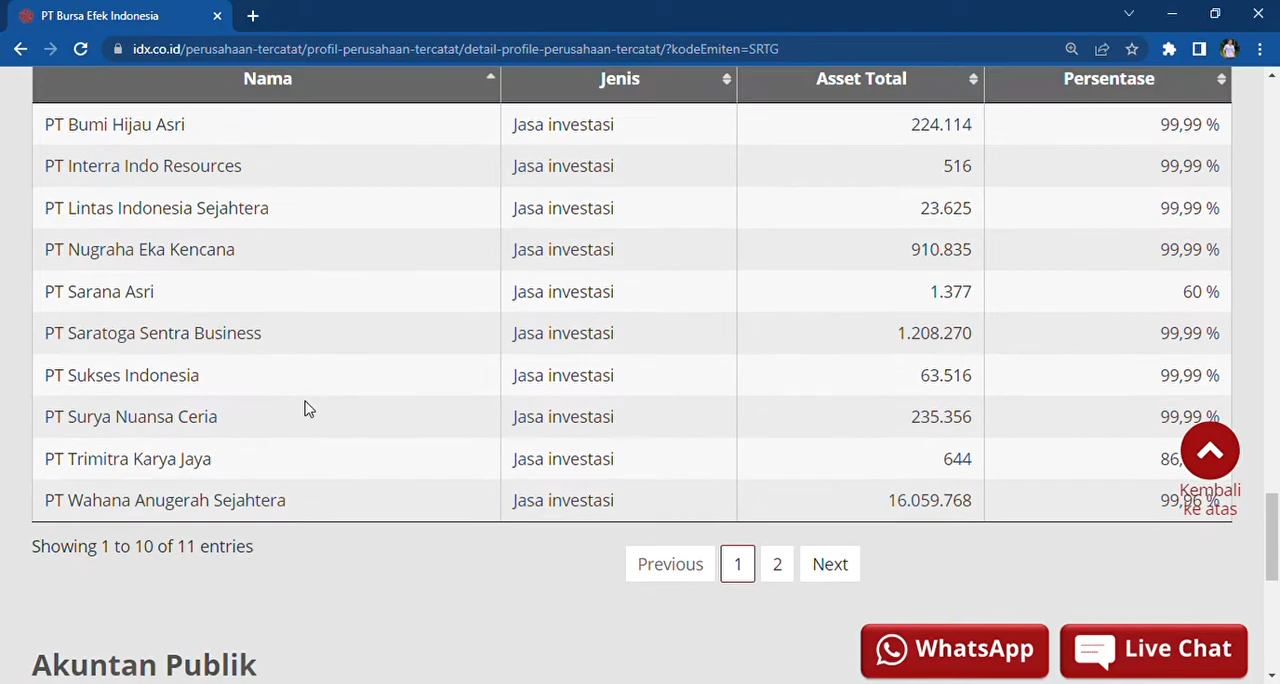 PT Bursa Efek Indonesia
idx.co.id/perusahaan-tercatat/profil-perusahaan-tercatat/detail-profile-perusahaan-tercatat/?kodeEmiten=SRTG
Nama Jenis Asset Total Persentase
PT Bumi Hijau Asri Jasa investasi 224.114 99,99 %
PT Interra Indo Resources Jasa investasi 516 99,99 %
PT Lintas Indonesia Sejahtera Jasa investasi 23.625 99,99 %
PT Nugraha Eka Kencana Jasa investasi 910.835 99,99 %
PT Sarana Asri Jasa investasi 1.377 60 %
PT Saratoga Sentra Business Jasa investasi 1.208.270 99,99 %
PT Sukses Indonesia Jasa investasi 63.516 99,99 %
PT Surya Nuansa Ceria Jasa investasi 235.356 99,99 %
PT Trimitra Karya Jaya Jasa investasi 644 86,
PT Wahana Anugerah Sejahtera Jasa investasi 16.059.768 99,96 %
Kembali
ke atas
Showing 1 to 10 of 11 entries
Previous 1 2 Next
Akuntan Publik
WhatsApp
Live Chat